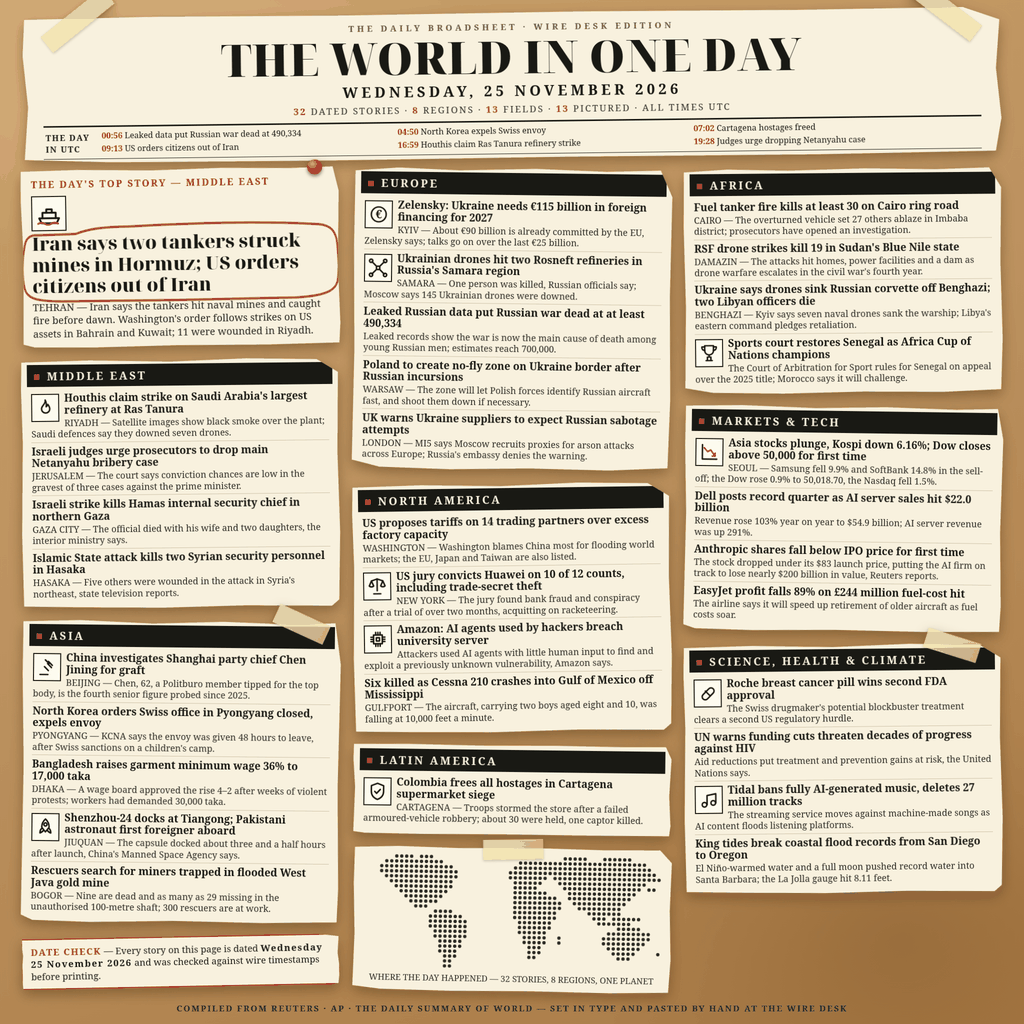 THE DAILY BROADSHEET · WIRE DESK EDITION
THE WORLD IN ONE DAY
WEDNESDAY, 25 NOVEMBER 2026
32 DATED STORIES · 8 REGIONS · 13 FIELDS · 13 PICTURED · ALL TIMES UTC
THE DAY
IN UTC
00:56 Leaked data put Russian war dead at 490,334
04:50 North Korea expels Swiss envoy
07:02 Cartagena hostages freed
09:13 US orders citizens out of Iran
16:59 Houthis claim Ras Tanura refinery strike
19:28 Judges urge dropping Netanyahu case
THE DAY'S TOP STORY — MIDDLE EAST
Iran says two tankers struck
mines in Hormuz; US orders
citizens out of Iran
TEHRAN — Iran says the tankers hit naval mines and caught
fire before dawn. Washington's order follows strikes on US
assets in Bahrain and Kuwait; 11 were wounded in Riyadh.
MIDDLE EAST
Houthis claim strike on Saudi Arabia's largest
refinery at Ras Tanura
RIYADH — Satellite images show black smoke over the plant;
Saudi defences say they downed seven drones.
Israeli judges urge prosecutors to drop main
Netanyahu bribery case
JERUSALEM — The court says conviction chances are low in the
gravest of three cases against the prime minister.
Israeli strike kills Hamas internal security chief in
northern Gaza
GAZA CITY — The official died with his wife and two daughters, the
interior ministry says.
Islamic State attack kills two Syrian security personnel
in Hasaka
HASAKA — Five others were wounded in the attack in Syria's
northeast, state television reports.
ASIA
China investigates Shanghai party chief Chen
Jining for graft
BEIJING — Chen, 62, a Politburo member tipped for the top
body, is the fourth senior figure probed since 2025.
North Korea orders Swiss office in Pyongyang closed,
expels envoy
PYONGYANG — KCNA says the envoy was given 48 hours to leave,
after Swiss sanctions on a children's camp.
Bangladesh raises garment minimum wage 36% to
17,000 taka
DHAKA — A wage board approved the rise 4–2 after weeks of violent
protests; workers had demanded 30,000 taka.
Shenzhou-24 docks at Tiangong; Pakistani
astronaut first foreigner aboard
JIUQUAN — The capsule docked about three and a half hours
after launch, China's Manned Space Agency says.
Rescuers search for miners trapped in flooded West
Java gold mine
BOGOR — Nine are dead and as many as 29 missing in the
unauthorised 100-metre shaft; 300 rescuers are at work.
DATE CHECK — Every story on this page is dated Wednesday
25 November 2026 and was checked against wire timestamps
before printing.
EUROPE
€
Zelensky: Ukraine needs €115 billion in foreign
financing for 2027
KYIV — About €90 billion is already committed by the EU,
Zelensky says; talks go on over the last €25 billion.
Ukrainian drones hit two Rosneft refineries in
Russia's Samara region
SAMARA — One person was killed, Russian officials say;
Moscow says 145 Ukrainian drones were downed.
Leaked Russian data put Russian war dead at at least
490,334
Leaked records show the war is now the main cause of death among
young Russian men; estimates reach 700,000.
Poland to create no-fly zone on Ukraine border after
Russian incursions
WARSAW — The zone will let Polish forces identify Russian aircraft
fast, and shoot them down if necessary.
UK warns Ukraine suppliers to expect Russian sabotage
attempts
LONDON — MI5 says Moscow recruits proxies for arson attacks
across Europe; Russia's embassy denies the warning.
NORTH AMERICA
US proposes tariffs on 14 trading partners over excess
factory capacity
WASHINGTON — Washington blames China most for flooding world
markets; the EU, Japan and Taiwan are also listed.
US jury convicts Huawei on 10 of 12 counts,
including trade-secret theft
NEW YORK — The jury found bank fraud and conspiracy
after a trial of over two months, acquitting on racketeering.
Amazon: AI agents used by hackers breach
university server
Attackers used AI agents with little human input to find and
exploit a previously unknown vulnerability, Amazon says.
Six killed as Cessna 210 crashes into Gulf of Mexico off
Mississippi
GULFPORT — The aircraft, carrying two boys aged eight and 10, was
falling at 10,000 feet a minute.
LATIN AMERICA
Colombia frees all hostages in Cartagena
supermarket siege
CARTAGENA — Troops stormed the store after a failed
armoured-vehicle robbery; about 30 were held, one captor killed.
WHERE THE DAY HAPPENED — 32 STORIES, 8 REGIONS, ONE PLANET
AFRICA
Fuel tanker fire kills at least 30 on Cairo ring road
CAIRO — The overturned vehicle set 27 others ablaze in Imbaba
district; prosecutors have opened an investigation.
RSF drone strikes kill 19 in Sudan's Blue Nile state
DAMAZIN — The attacks hit homes, power facilities and a dam as
drone warfare escalates in the civil war's fourth year.
Ukraine says drones sink Russian corvette off Benghazi;
two Libyan officers die
BENGHAZI — Kyiv says seven naval drones sank the warship; Libya's
eastern command pledges retaliation.
Sports court restores Senegal as Africa Cup of
Nations champions
The Court of Arbitration for Sport rules for Senegal on appeal
over the 2025 title; Morocco says it will challenge.
MARKETS & TECH
Asia stocks plunge, Kospi down 6.16%; Dow closes
above 50,000 for first time
SEOUL — Samsung fell 9.9% and SoftBank 14.8% in the sell-
off; the Dow rose 0.9% to 50,018.70, the Nasdaq fell 1.5%.
Dell posts record quarter as AI server sales hit $22.0
billion
Revenue rose 103% year on year to $54.9 billion; AI server revenue
was up 291%.
Anthropic shares fall below IPO price for first time
The stock dropped under its $83 launch price, putting the AI firm on
track to lose nearly $200 billion in value, Reuters reports.
EasyJet profit falls 89% on £244 million fuel-cost hit
The airline says it will speed up retirement of older aircraft as fuel
costs soar.
SCIENCE, HEALTH & CLIMATE
Roche breast cancer pill wins second FDA
approval
The Swiss drugmaker's potential blockbuster treatment
clears a second US regulatory hurdle.
UN warns funding cuts threaten decades of progress
against HIV
Aid reductions put treatment and prevention gains at risk, the United
Nations says.
Tidal bans fully AI-generated music, deletes 27
million tracks
The streaming service moves against machine-made songs as
AI content floods listening platforms.
King tides break coastal flood records from San Diego
to Oregon
El Niño-warmed water and a full moon pushed record water into
Santa Barbara; the La Jolla gauge hit 8.11 feet.
COMPILED FROM REUTERS · AP · THE DAILY SUMMARY OF WORLD — SET IN TYPE AND PASTED BY HAND AT THE WIRE DESK